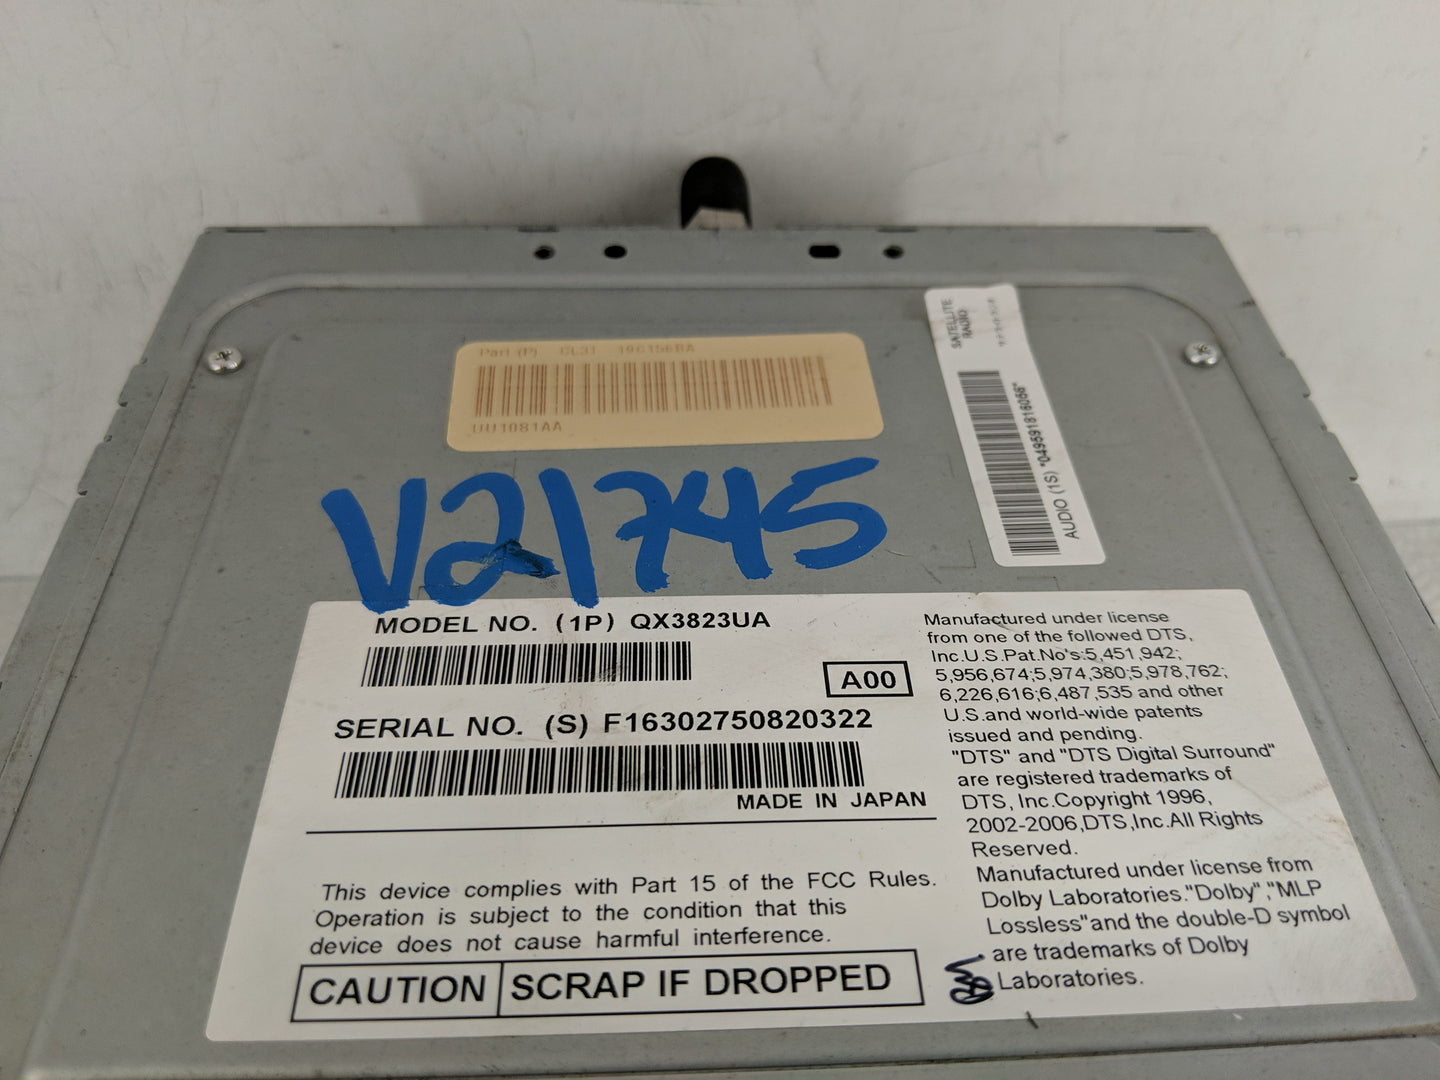 Part (P) CL3T 19C156BA
UU1081AA
SATELLITE
RADIO
AUDIO (1S) *049591816056*
V21745
MODEL NO. (1P) QX3823UA
A00
SERIAL NO. (S) F16302750820322
MADE IN JAPAN
This device complies with Part 15 of the FCC Rules.
Operation is subject to the condition that this
device does not cause harmful interference.
CAUTION SCRAP IF DROPPED
Manufactured under license
from one of the followed DTS,
Inc.U.S.Pat.No's:5,451,942;
5,956,674;5,974,380;5,978,762;
6,226,616;6,487,535 and other
U.S.and world-wide patents
issued and pending.
"DTS" and "DTS Digital Surround"
are registered trademarks of
DTS, Inc.Copyright 1996,
2002-2006,DTS,Inc.All Rights
Reserved.
Manufactured under license from
Dolby Laboratories."Dolby","MLP
Lossless"and the double-D symbol
are trademarks of Dolby
Laboratories.